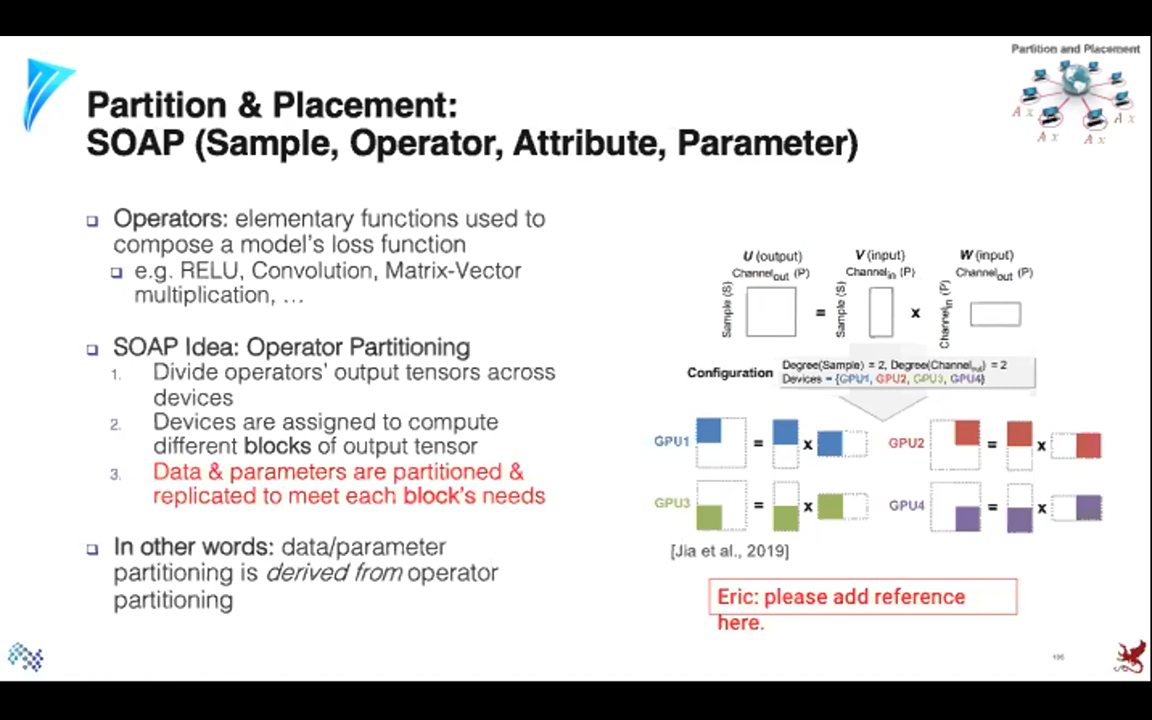 Partition and Placement
A x A x
A x A x
Partition & Placement:
SOAP (Sample, Operator, Attribute, Parameter)
Operators: elementary functions used to
compose a model's loss function
e.g. RELU, Convolution, Matrix-Vector
multiplication, …
SOAP Idea: Operator Partitioning
1. Divide operators' output tensors across
devices
2. Devices are assigned to compute
different blocks of output tensor
3. Data & parameters are partitioned &
replicated to meet each block's needs
In other words: data/parameter
partitioning is derived from operator
partitioning
U (output) V (input) W (input)
Channelout (P) Channelin (P) Channelout (P)
Sample (S) = Sample (S) x Channelin (P)
Configuration
Degree(Sample) = 2, Degree(Channelout) = 2
Devices = {GPU1, GPU2, GPU3, GPU4}
GPU1 = x GPU2 = x
GPU3 = x GPU4 = x
[Jia et al., 2019]
Eric: please add reference
here.